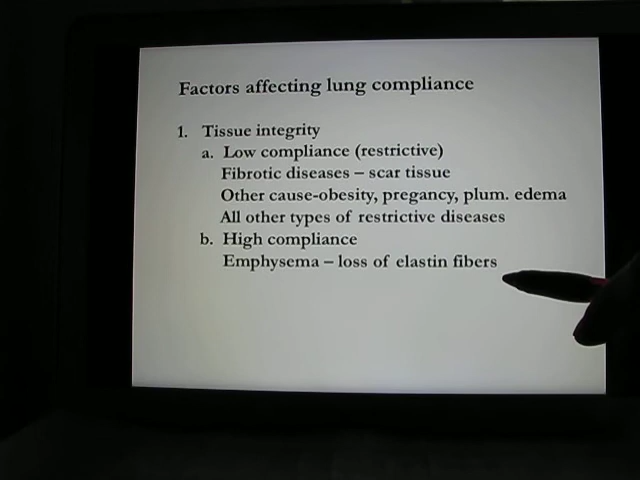 Factors affecting lung compliance
1. Tissue integrity
a. Low compliance (restrictive)
Fibrotic diseases – scar tissue
Other cause-obesity, pregancy, plum. edema
All other types of restrictive diseases
b. High compliance
Emphysema – loss of elastin fibers